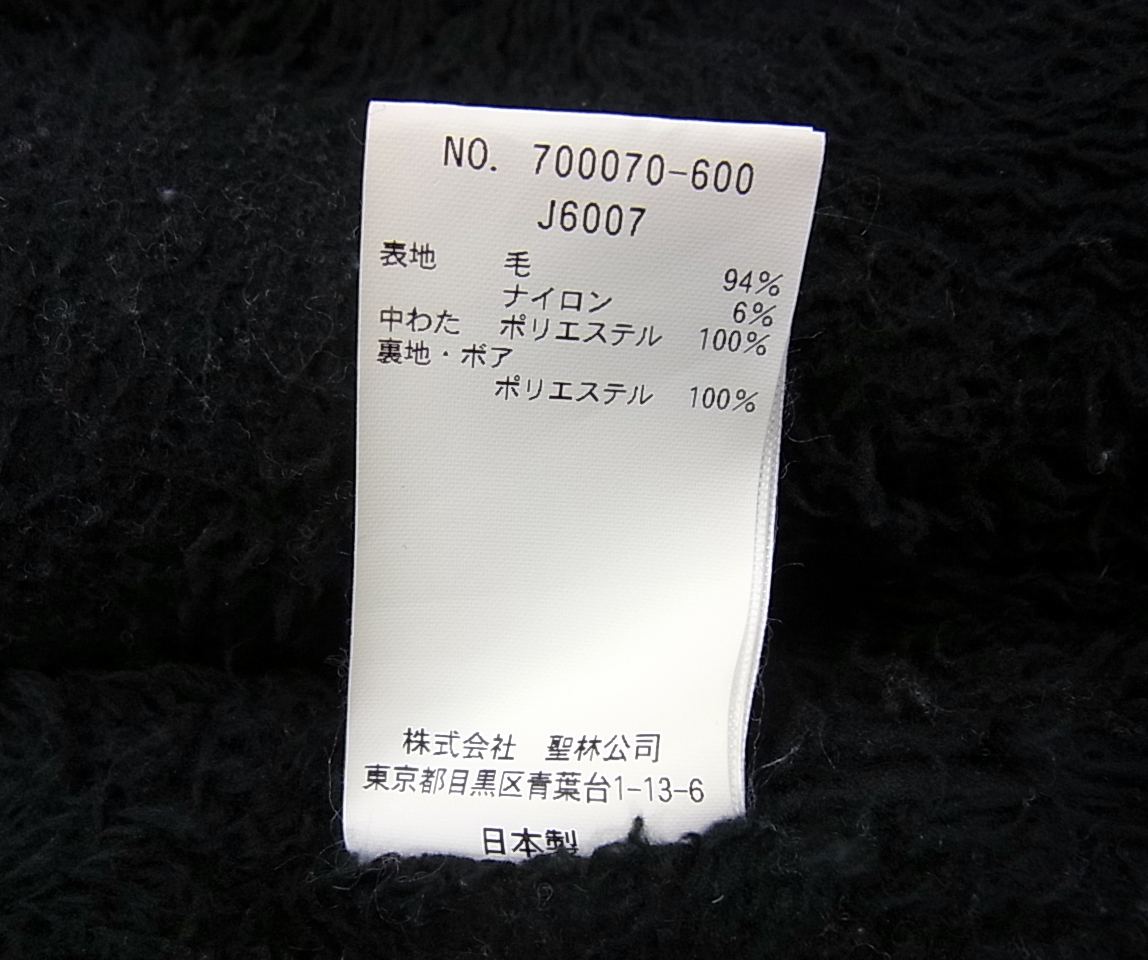 NO. 700070-600
J6007
表地 毛 94%
ナイロン 6%
中わた ポリエステル 100%
裏地・ボア
ポリエステル 100%
株式会社 聖林公司
東京都目黒区青葉台1-13-6
日本製